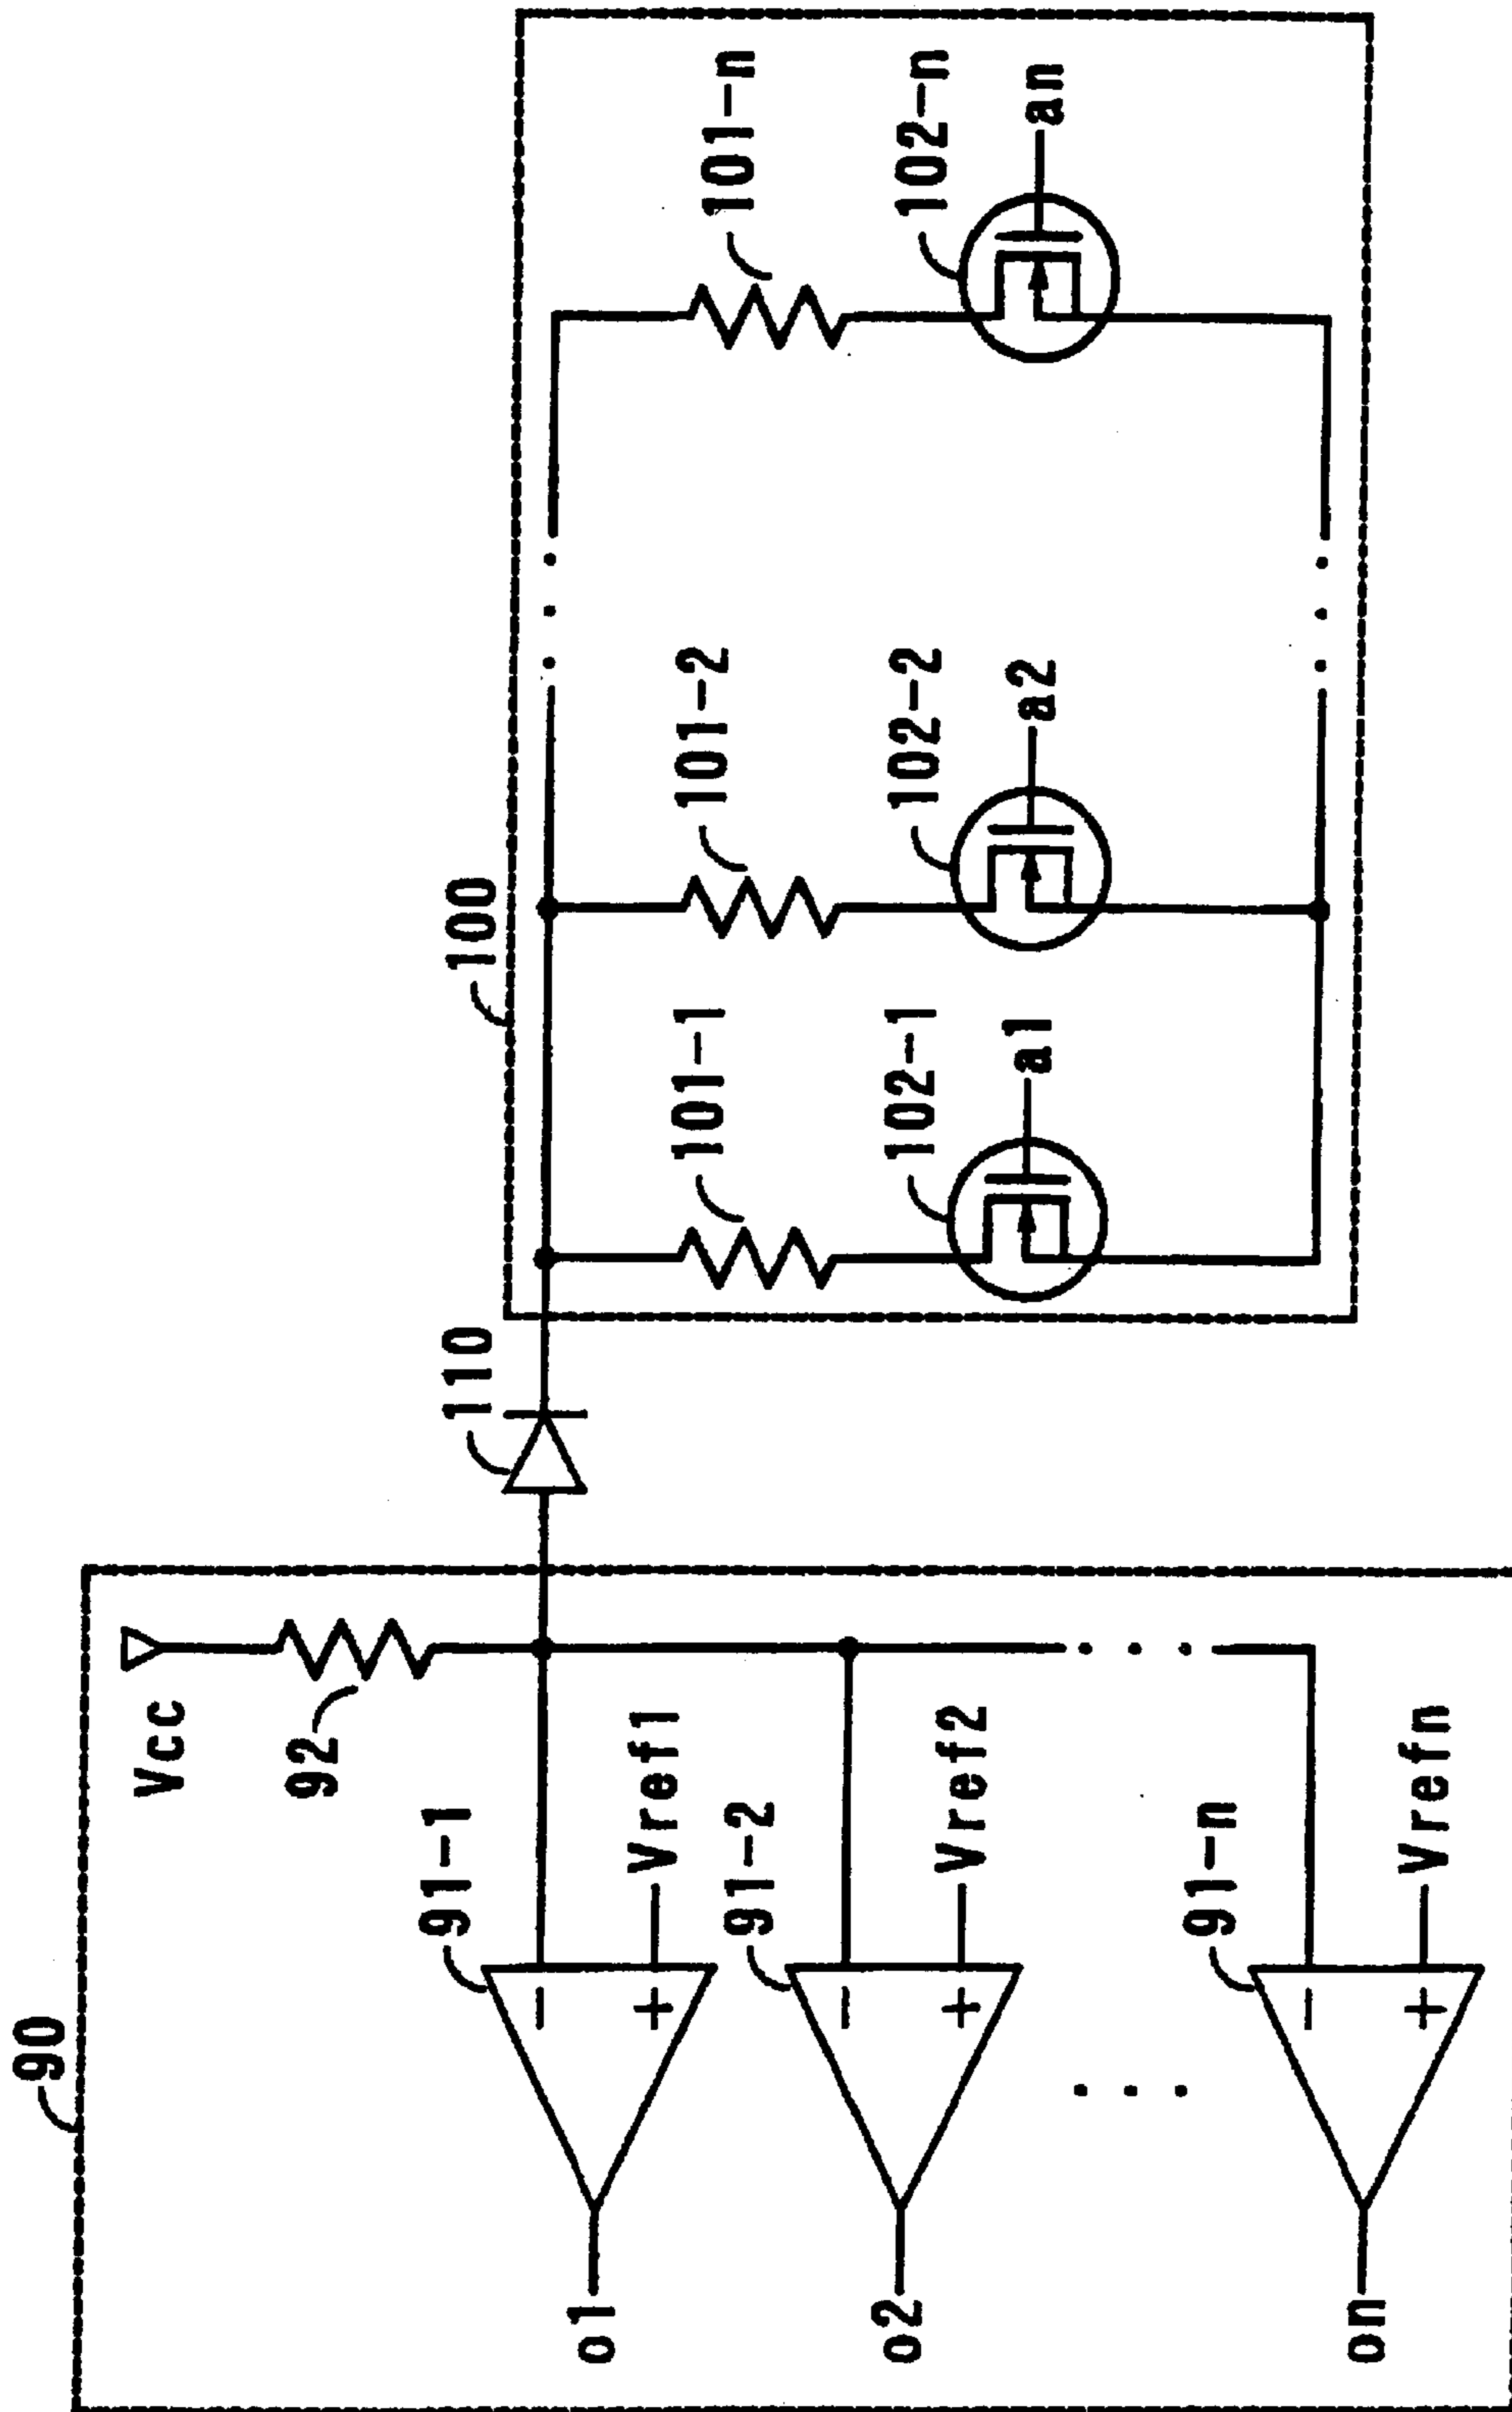 90
Vcc
92
91-1
Vref1
o1
91-2
Vref2
o2
91-n
Vrefn
on
110
100
101-1
102-1
a1
101-2
102-2
a2
101-n
102-n
an